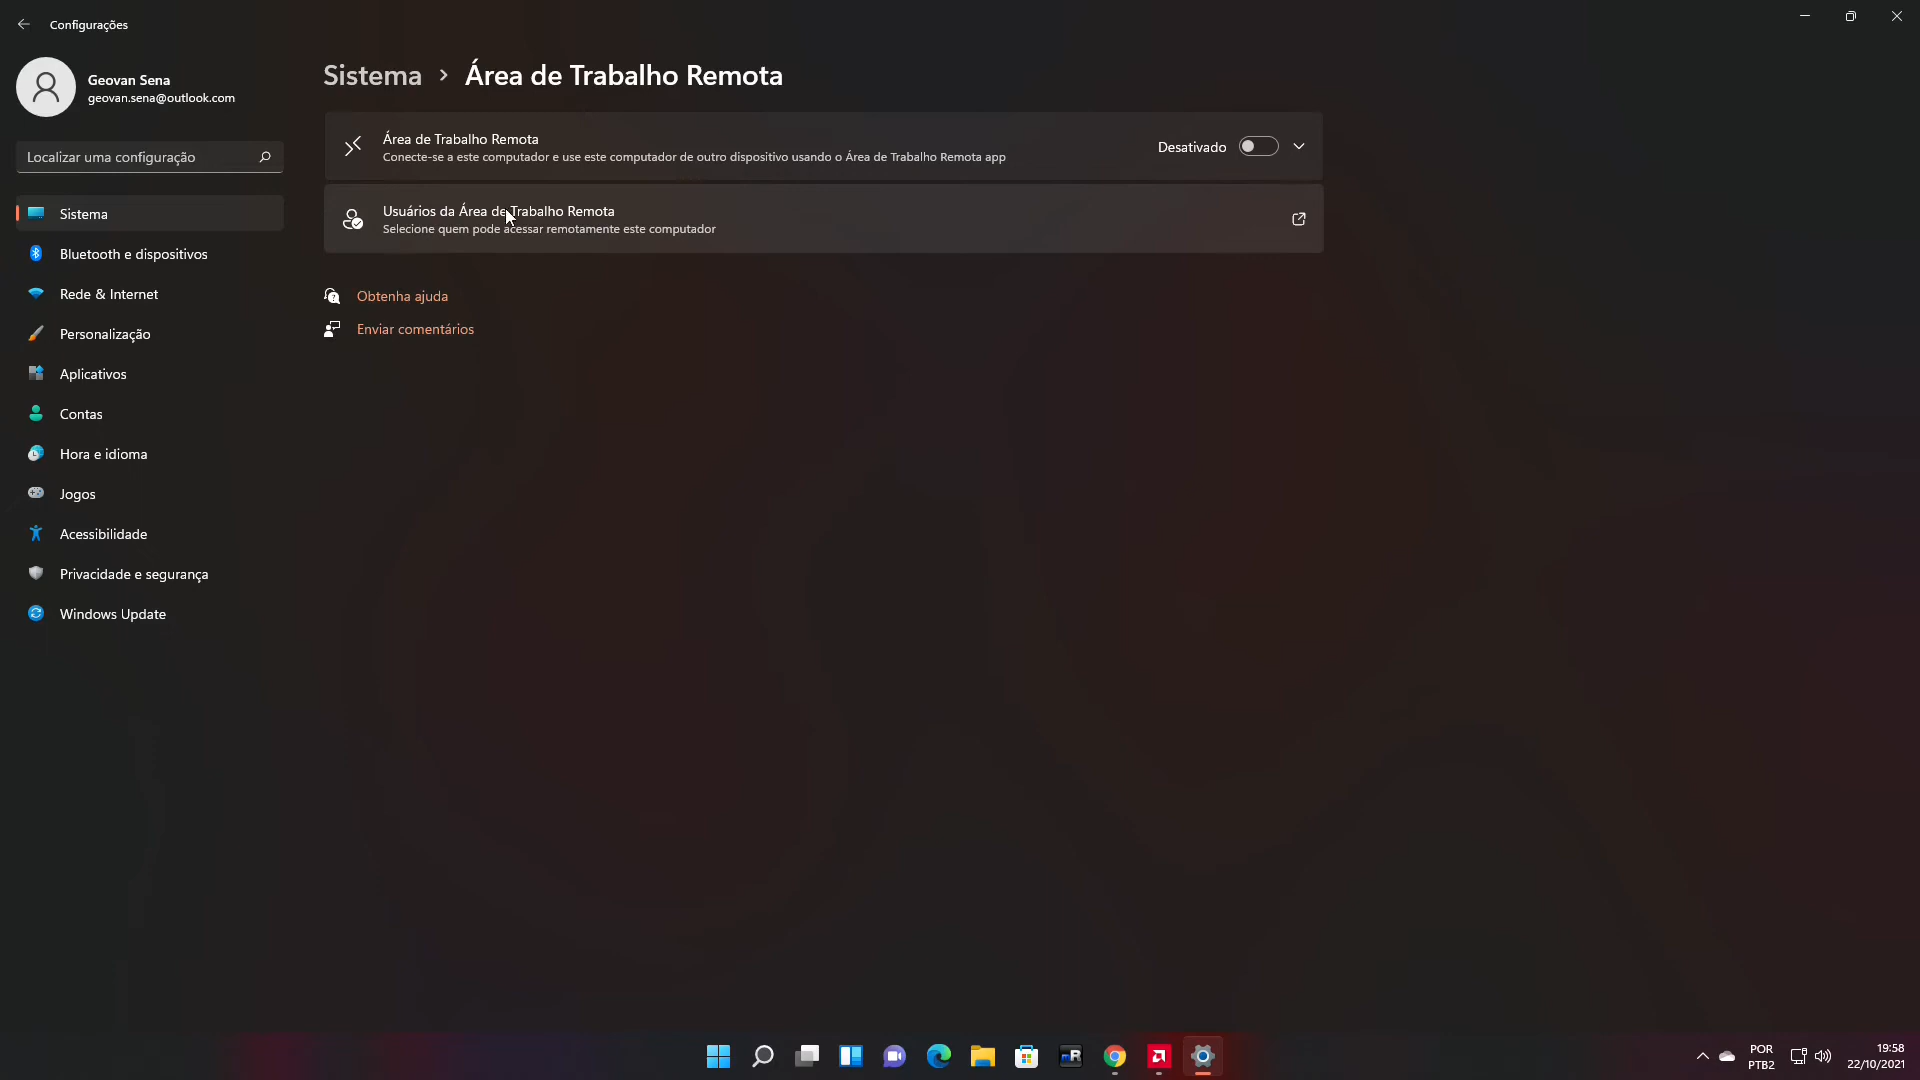 Configurações
Geovan Sena
geovan.sena@outlook.com
Localizar uma configuração
Sistema
Bluetooth e dispositivos
Rede & Internet
Personalização
Aplicativos
Contas
Hora e idioma
Jogos
Acessibilidade
Privacidade e segurança
Windows Update
Sistema > Área de Trabalho Remota
Área de Trabalho Remota
Conecte-se a este computador e use este computador de outro dispositivo usando o Área de Trabalho Remota app
Desativado
Usuários da Área de Trabalho Remota
Selecione quem pode acessar remotamente este computador
Obtenha ajuda
Enviar comentários
POR
PTB2
19:58
22/10/2021